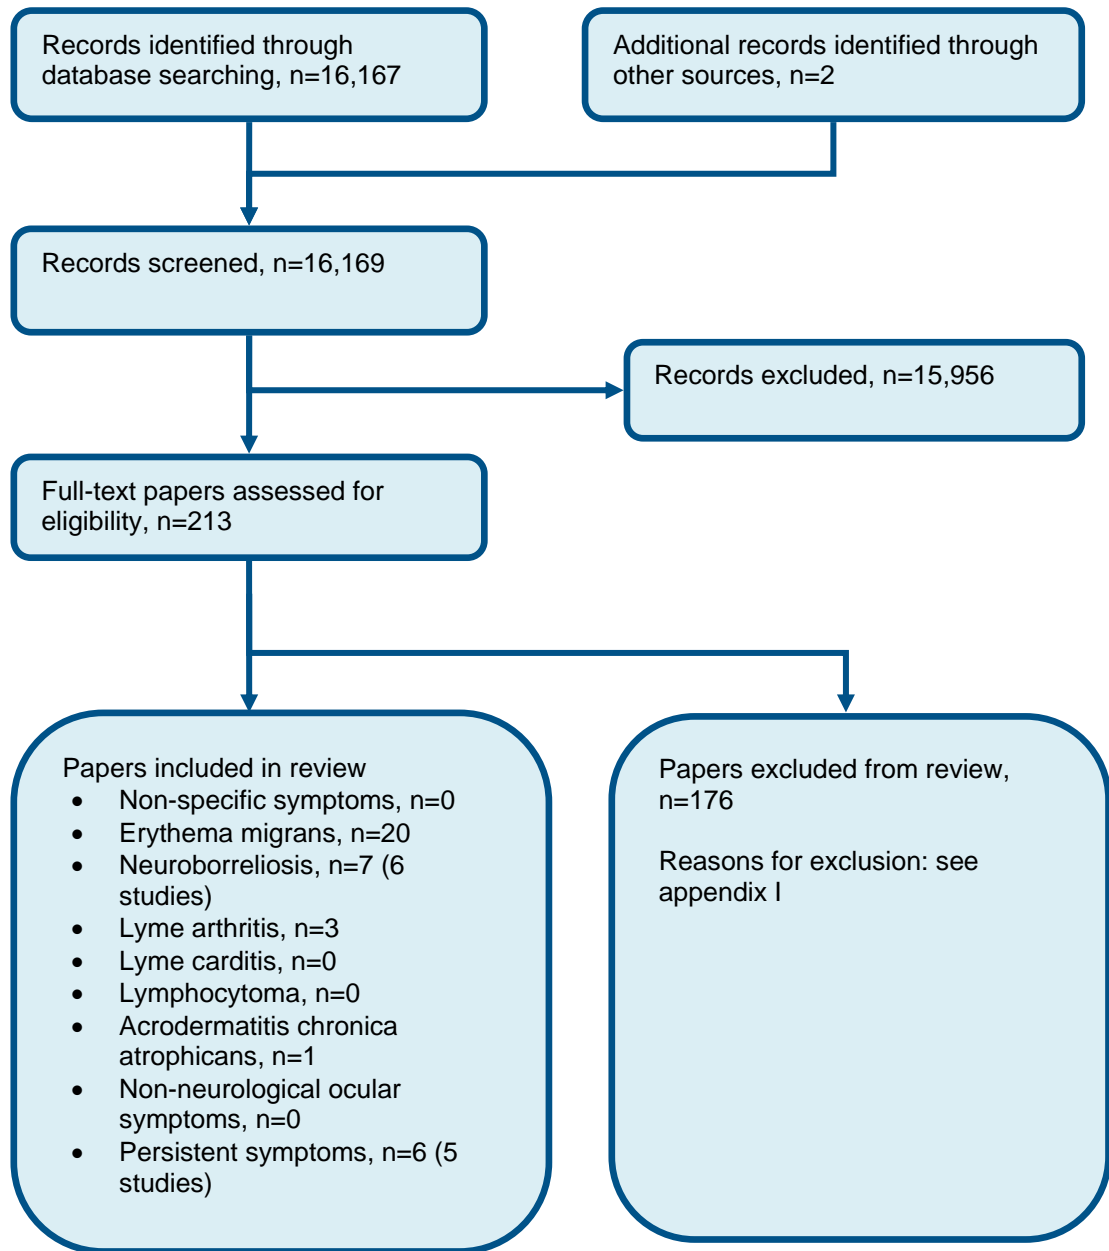 Records identified through
database searching, n=16,167
Additional records identified through
other sources, n=2
Records screened, n=16,169
Records excluded, n=15,956
Full-text papers assessed for
eligibility, n=213
Papers included in review
• Non-specific symptoms, n=0
• Erythema migrans, n=20
• Neuroborreliosis, n=7 (6
studies)
• Lyme arthritis, n=3
• Lyme carditis, n=0
• Lymphocytoma, n=0
• Acrodermatitis chronica
atrophicans, n=1
• Non-neurological ocular
symptoms, n=0
• Persistent symptoms, n=6 (5
studies)
Papers excluded from review,
n=176
Reasons for exclusion: see
appendix I